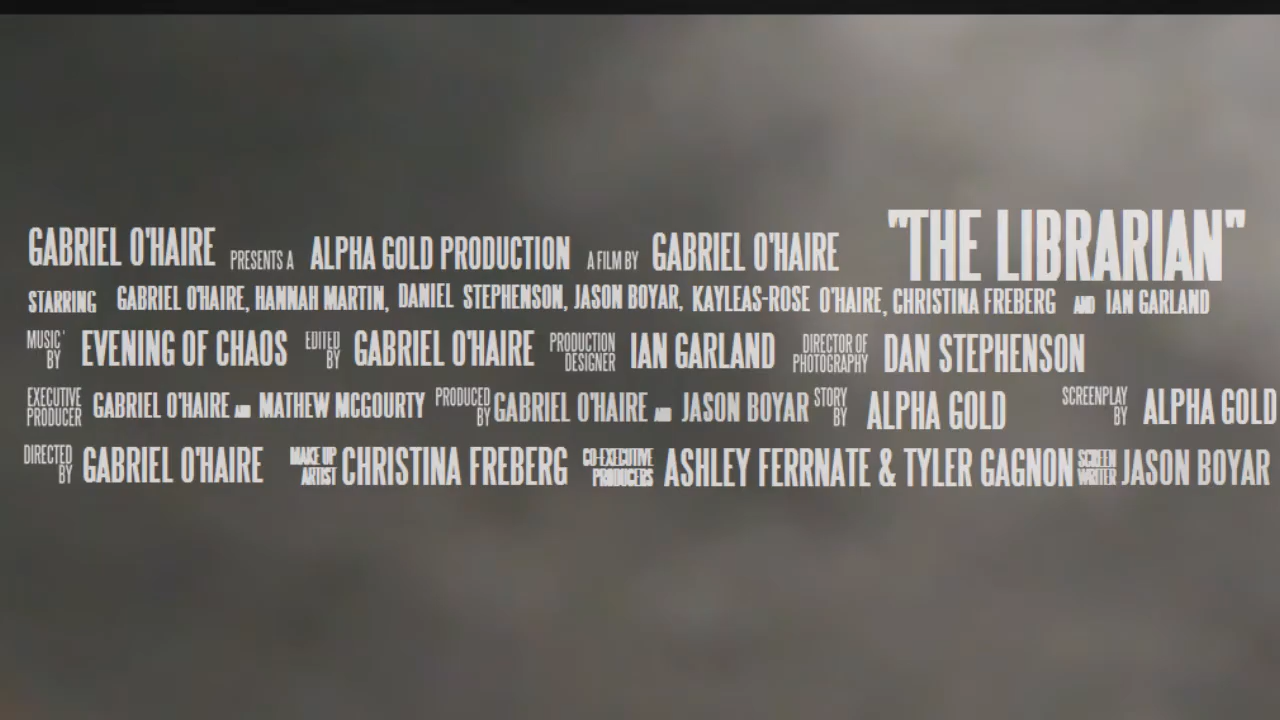 GABRIEL O'HAIRE PRESENTS A ALPHA GOLD PRODUCTION A FILM BY GABRIEL O'HAIRE "THE LIBRARIAN"
STARRING GABRIEL O'HAIRE, HANNAH MARTIN, DANIEL STEPHENSON, JASON BOYAR, KAYLEAS-ROSE O'HAIRE, CHRISTINA FREBERG AND IAN GARLAND
MUSIC' BY EVENING OF CHAOS EDITED BY GABRIEL O'HAIRE PRODUCTION DESIGNER IAN GARLAND DIRECTOR OF PHOTOGRAPHY DAN STEPHENSON
EXECUTIVE PRODUCER GABRIEL O'HAIRE AND MATHEW MCGOURTY PRODUCED BY GABRIEL O'HAIRE AND JASON BOYAR STORY BY ALPHA GOLD SCREENPLAY BY ALPHA GOLD
DIRECTED BY GABRIEL O'HAIRE MAKE UP ARTIST CHRISTINA FREBERG CO-EXECUTIVE PRODUCERS ASHLEY FERRNATE & TYLER GAGNON SCREEN WRITER JASON BOYAR